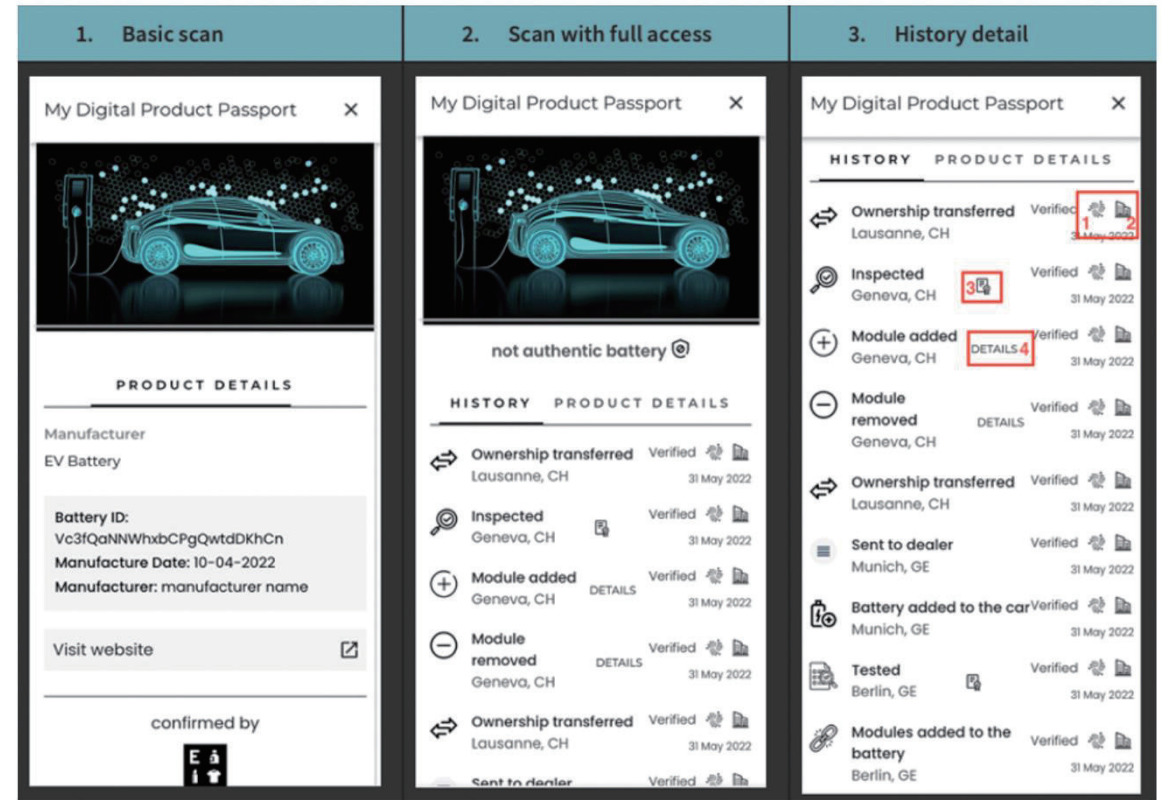 1. Basic scan
My Digital Product Passport
PRODUCT DETAILS
Manufacturer
EV Battery
Battery ID:
Vc3fQaNNWhxbCPgQwtdDKhCn
Manufacture Date: 10-04-2022
Manufacturer: manufacturer name
Visit website
confirmed by
E
2. Scan with full access
My Digital Product Passport
not authentic battery
HISTORY PRODUCT DETAILS
Ownership transferred Verified
Lausanne, CH 31 May 2022
Inspected Verified
Geneva, CH 31 May 2022
Module added DETAILS Verified
Geneva, CH 31 May 2022
Module
removed DETAILS Verified
Geneva, CH 31 May 2022
Ownership transferred Verified
Lausanne, CH 31 May 2022
Sent to dealer Verified
3. History detail
My Digital Product Passport
HISTORY PRODUCT DETAILS
Ownership transferred Verified 1 2
Lausanne, CH 31 May 2022
Inspected 3 Verified
Geneva, CH 31 May 2022
Module added DETAILS 4 Verified
Geneva, CH 31 May 2022
Module
removed DETAILS Verified
Geneva, CH 31 May 2022
Ownership transferred Verified
Lausanne, CH 31 May 2022
Sent to dealer Verified
Munich, GE 31 May 2022
Battery added to the car Verified
Munich, GE 31 May 2022
Tested Verified
Berlin, GE 31 May 2022
Modules added to the
battery Verified
Berlin, GE 31 May 2022